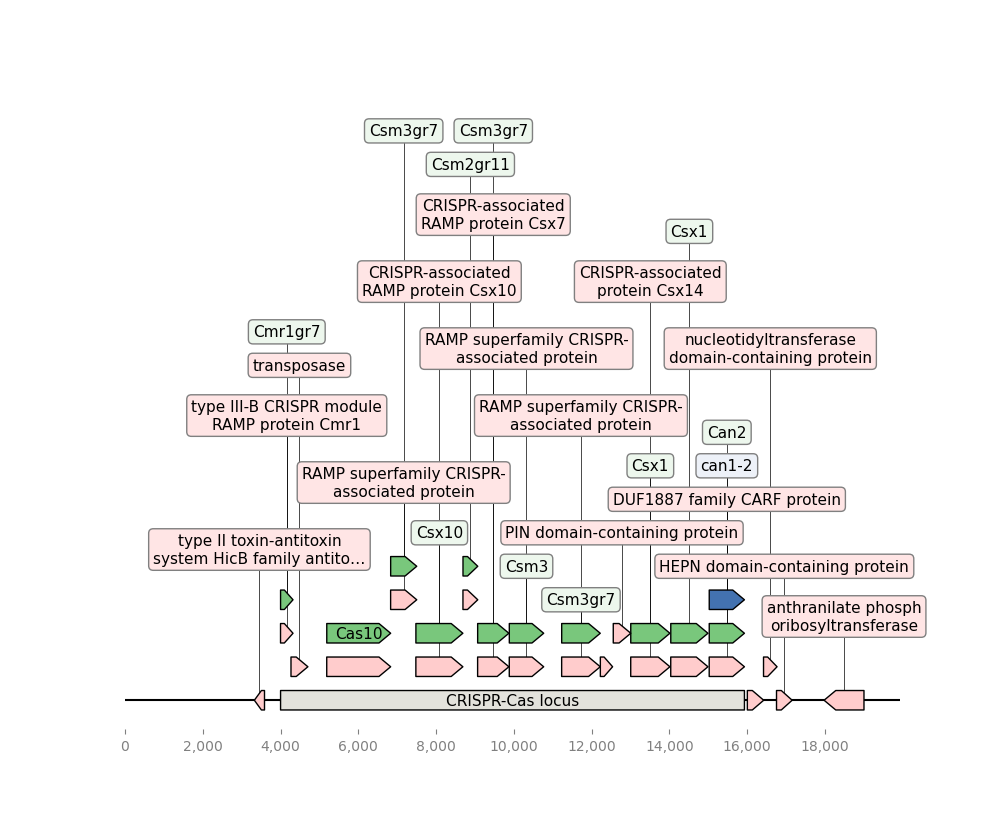 Csm3gr7
Csm3gr7
Csm2gr11
CRISPR-associated
RAMP protein Csx7
Csx1
CRISPR-associated
RAMP protein Csx10
CRISPR-associated
protein Csx14
Cmr1gr7
RAMP superfamily CRISPR-
associated protein
nucleotidyltransferase
domain-containing protein
transposase
type III-B CRISPR module
RAMP protein Cmr1
RAMP superfamily CRISPR-
associated protein
Can2
RAMP superfamily CRISPR-
associated protein
Csx1
can1-2
DUF1887 family CARF protein
type II toxin-antitoxin
system HicB family antito...
Csx10
PIN domain-containing protein
Csm3
HEPN domain-containing protein
Csm3gr7
anthranilate phosph
oribosyltransferase
Cas10
CRISPR-Cas locus
0
2,000
4,000
6,000
8,000
10,000
12,000
14,000
16,000
18,000